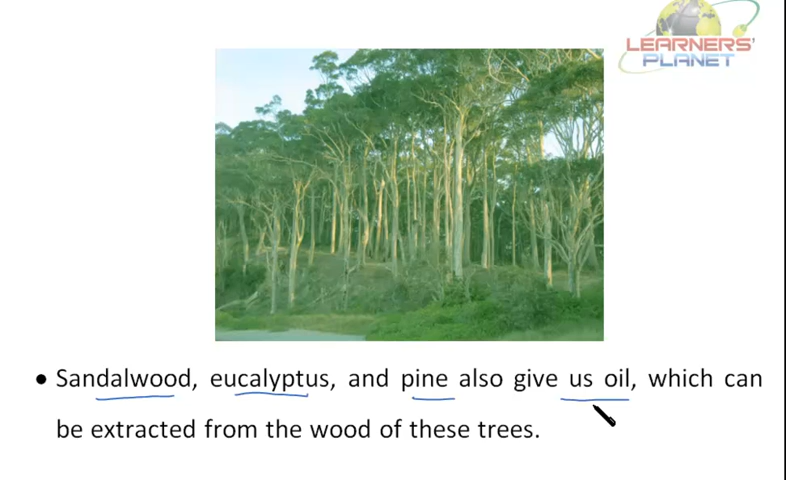 LEARNERS'
PLANET
• Sandalwood, eucalyptus, and pine also give us oil, which can
be extracted from the wood of these trees.